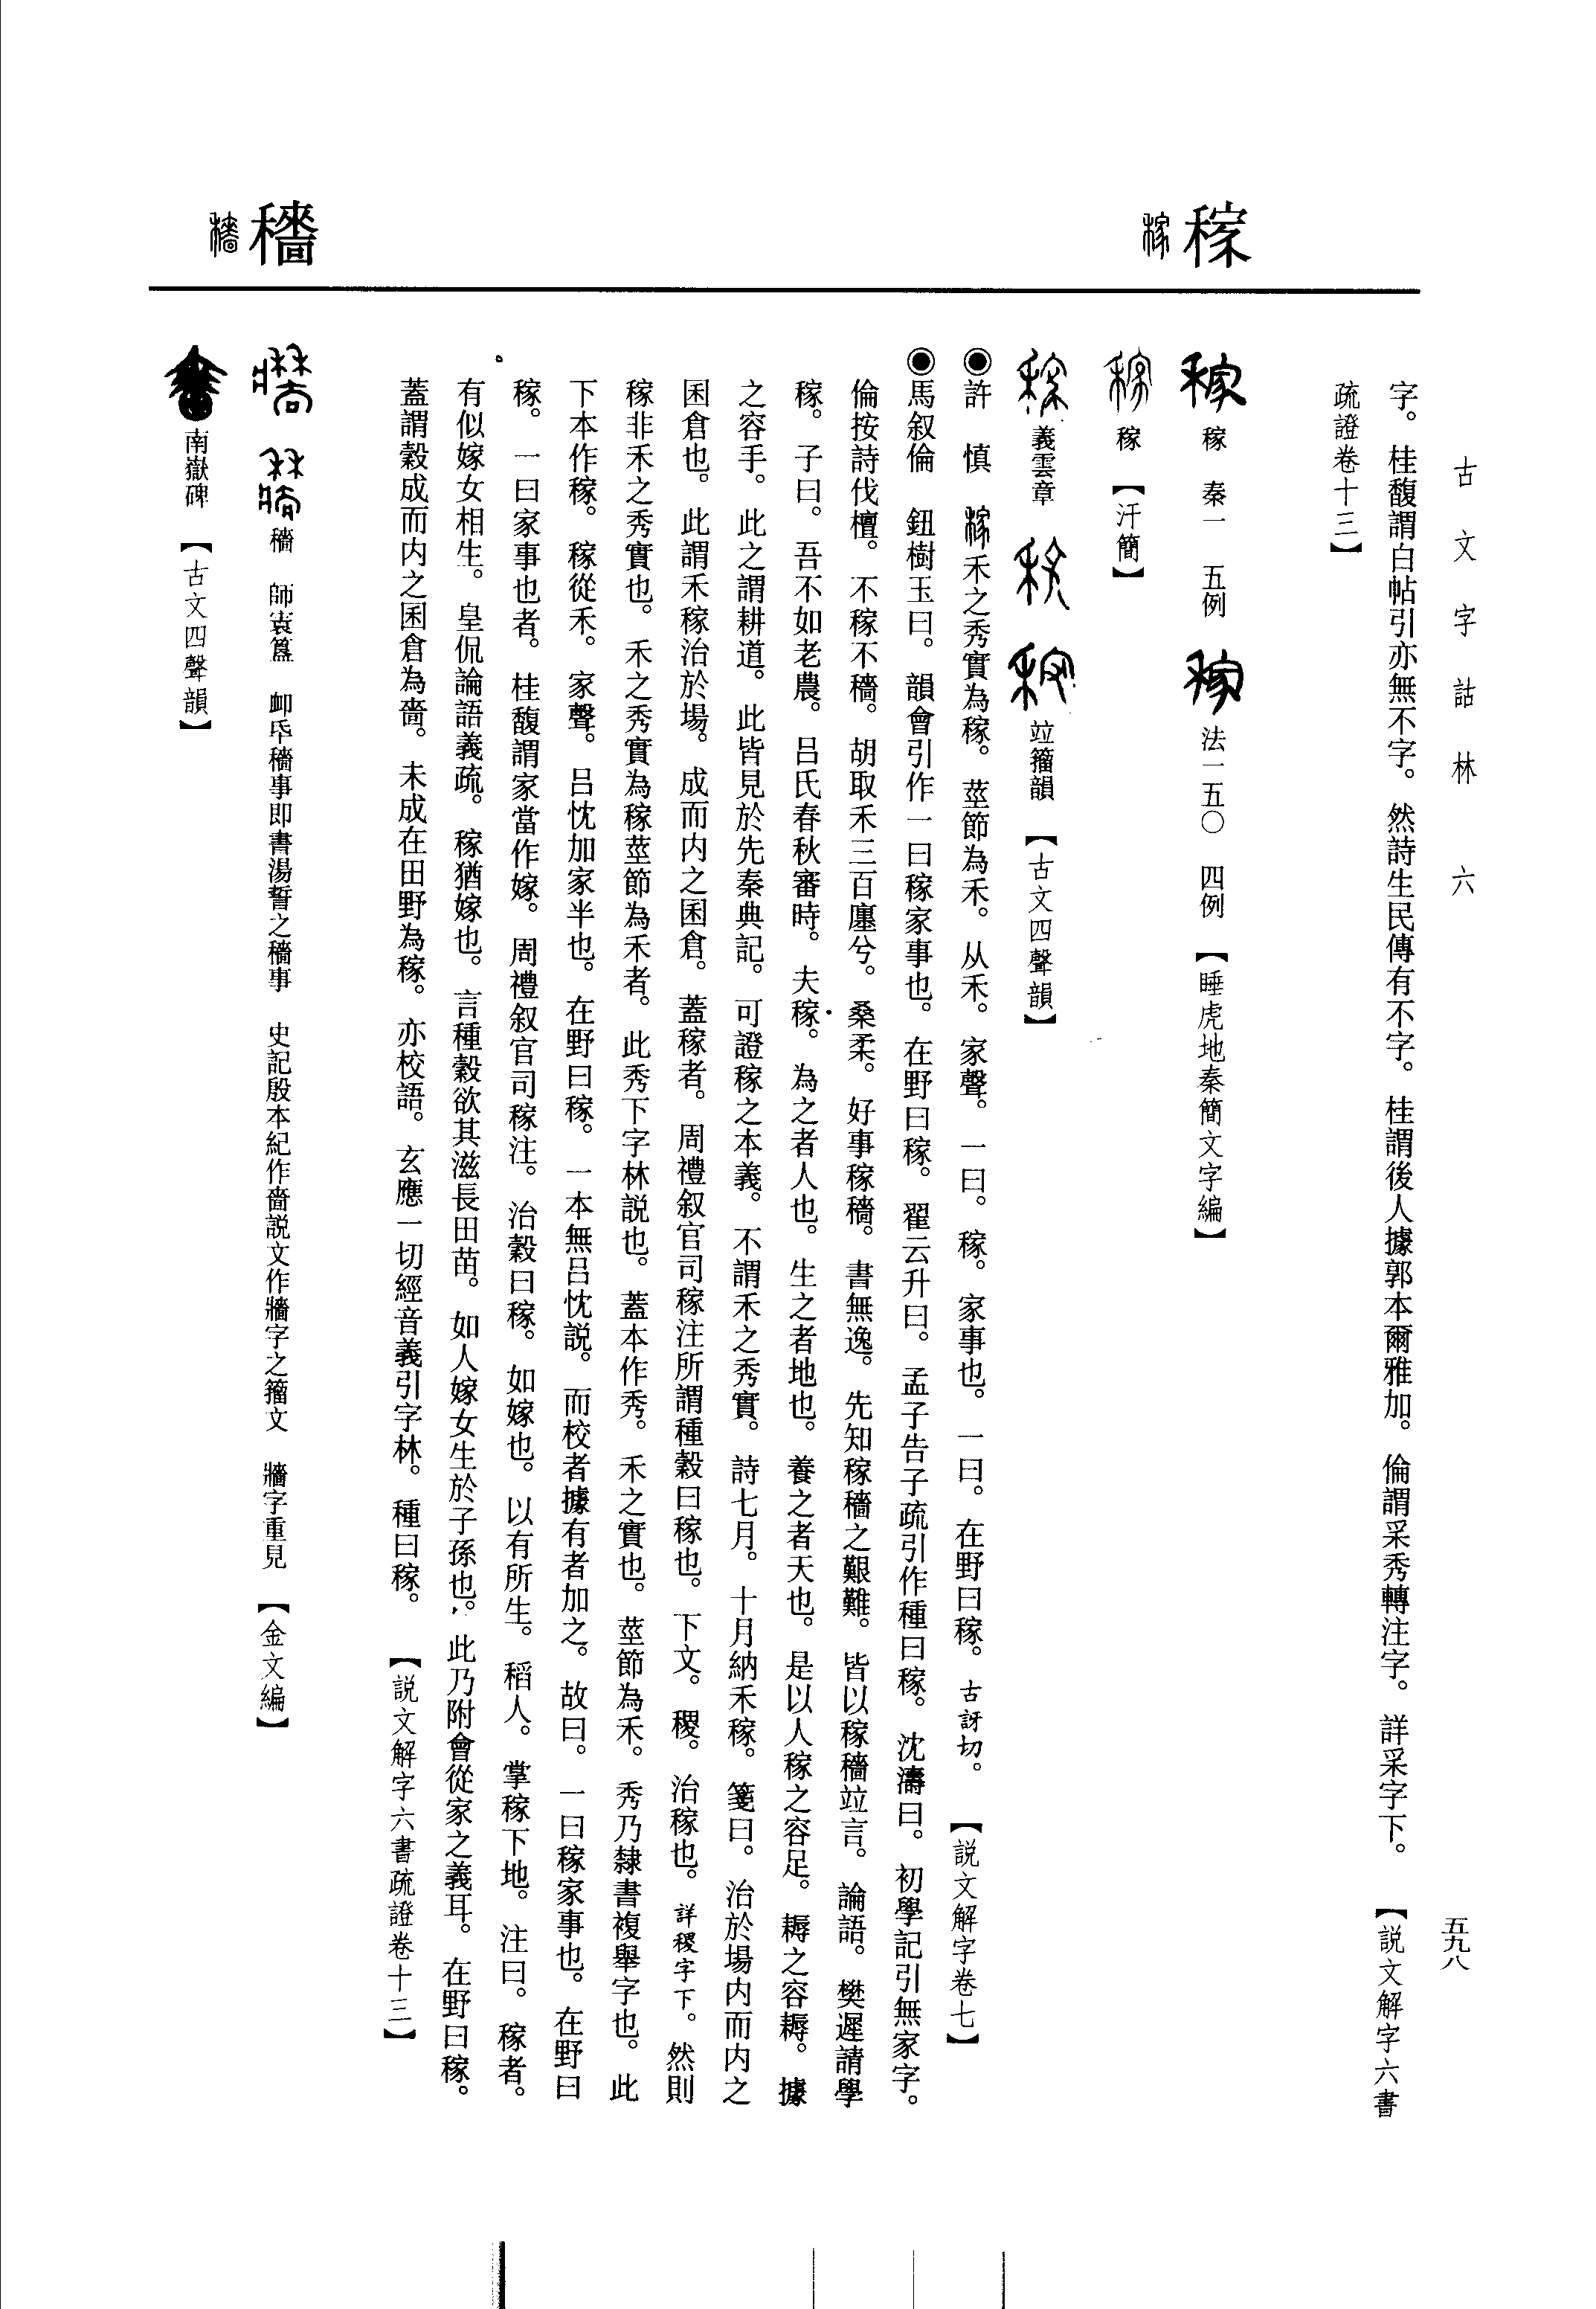 古文字詁林　六
五九八
稼
穡
字。桂馥謂白帖引亦無不字。然詩生民傳有不字。桂謂後人據郭本爾雅加。倫謂采秀轉注字。詳采字下。【説文解字六書
疏證卷十三】
稼　秦一　五例　法一五〇　四例【睡虎地秦簡文字編】
稼【汗簡】
義雲章　竝籀韻【古文四聲韻】
◉許　慎　禾之秀實為稼。莖節為禾。从禾。家聲。一曰。稼。家事也。一曰。在野曰稼。古訝切。【説文解字卷七】
◉馬叙倫　鈕樹玉曰。韻會引作一曰稼家事也。在野曰稼。翟云升曰。孟子告子疏引作種曰稼。沈濤曰。初學記引無家字。
倫按詩伐檀。不稼不穡。胡取禾三百廛兮。桑柔。好事稼穡。書無逸。先知稼穡之艱難。皆以稼穡竝言。論語。樊遲請學
稼。子曰。吾不如老農。呂氏春秋審時。夫稼。為之者人也。生之者地也。養之者天也。是以人稼之容足。耨之容耨。據
之容手。此之謂耕道。此皆見於先秦典記。可證稼之本義。不謂禾之秀實。詩七月。十月納禾稼。箋曰。治於場内而内之
囷倉也。此謂禾稼治於場。成而内之囷倉。蓋稼者。周禮叙官司稼注所謂種穀曰稼也。下文。稷。治稼也。詳稷字下。然則
稼非禾之秀實也。禾之秀實為稼莖節為禾者。此秀下字林説也。蓋本作秀。禾之實也。莖節為禾。秀乃隸書複舉字也。此
下本作稼。稼從禾。家聲。呂忱加家半也。在野曰稼。一本無呂忱説。而校者據有者加之。故曰。一曰稼家事也。在野曰
稼。一曰家事也者。桂馥謂家當作嫁。周禮叙官司稼注。治穀曰稼。如嫁也。以有所生。稻人。掌稼下地。注曰。稼者。
有似嫁女相生。皇侃論語義疏。稼猶嫁也。言種穀欲其滋長田苗。如人嫁女生於子孫也。此乃附會從家之義耳。在野曰稼。
蓋謂穀成而内之囷倉為嗇。未成在田野為稼。亦校語。玄應一切經音義引字林。種曰稼。【説文解字六書疏證卷十三】
穡　師㝨簋　卹氒穡事即書湯誓之穡事　史記殷本紀作嗇説文作牆字之籀文　牆字重見【金文編】
南嶽碑【古文四聲韻】